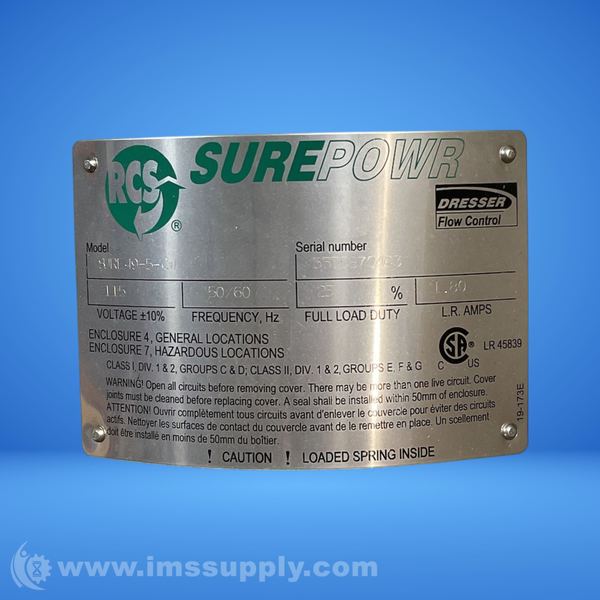 RCS
®
SUREPOWR
DRESSER
Flow Control
Model
Serial number
115
50/60
25 %
1.80
VOLTAGE ±10%
FREQUENCY, Hz
FULL LOAD DUTY
L.R. AMPS
ENCLOSURE 4, GENERAL LOCATIONS
ENCLOSURE 7, HAZARDOUS LOCATIONS
CLASS I, DIV. 1 & 2, GROUPS C & D; CLASS II, DIV. 1 & 2, GROUPS E, F & G
C US
LR 45839
WARNING! Open all circuits before removing cover. There may be more than one live circuit. Cover
joints must be cleaned before replacing cover. A seal shall be installed within 50mm of enclosure.
ATTENTION! Ouvrir complètement tous circuits avant d'enlever le couvercle pour éviter des circuits
actifs. Nettoyer les surfaces de contact du couvercle avant de le remettre en place. Un scellement
doit être installé en moins de 50mm du boîtier.
19-173E
! CAUTION ! LOADED SPRING INSIDE
www.imssupply.com